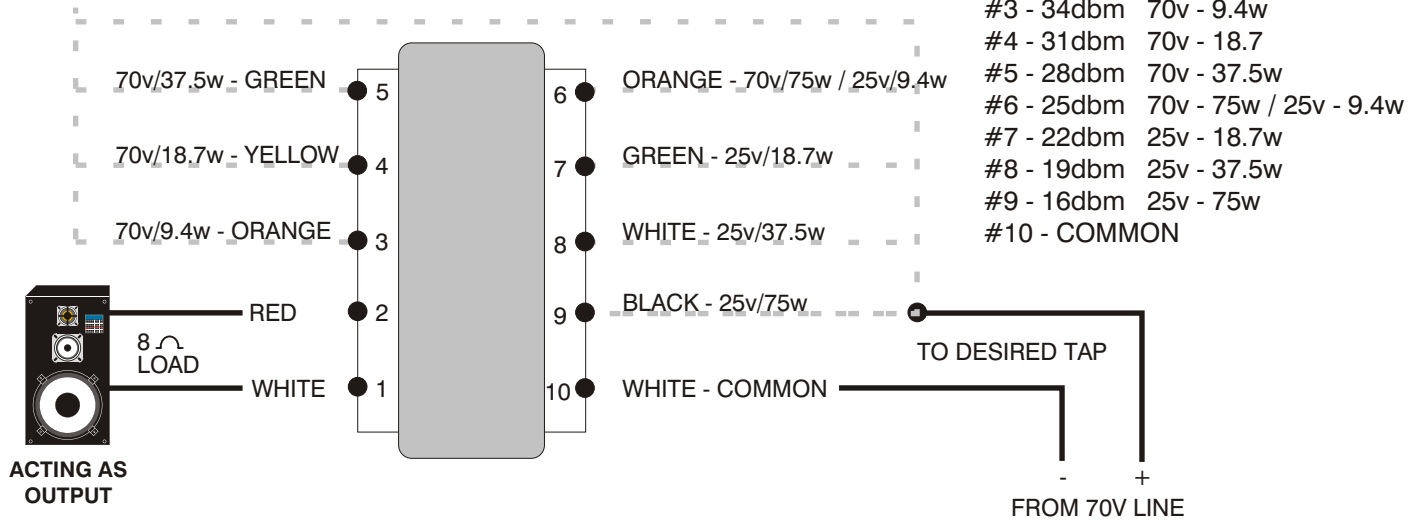 #3 - 34dbm 70v - 9.4w
#4 - 31dbm 70v - 18.7
#5 - 28dbm 70v - 37.5w
#6 - 25dbm 70v - 75w / 25v - 9.4w
#7 - 22dbm 25v - 18.7w
#8 - 19dbm 25v - 37.5w
#9 - 16dbm 25v - 75w
#10 - COMMON
70v/37.5w - GREEN
5
6
ORANGE - 70v/75w / 25v/9.4w
70v/18.7w - YELLOW
4
7
GREEN - 25v/18.7w
70v/9.4w - ORANGE
3
8
WHITE - 25v/37.5w
RED
2
9
BLACK - 25v/75w
8
LOAD
TO DESIRED TAP
WHITE
1
10
WHITE - COMMON
ACTING AS
OUTPUT
- +
FROM 70V LINE